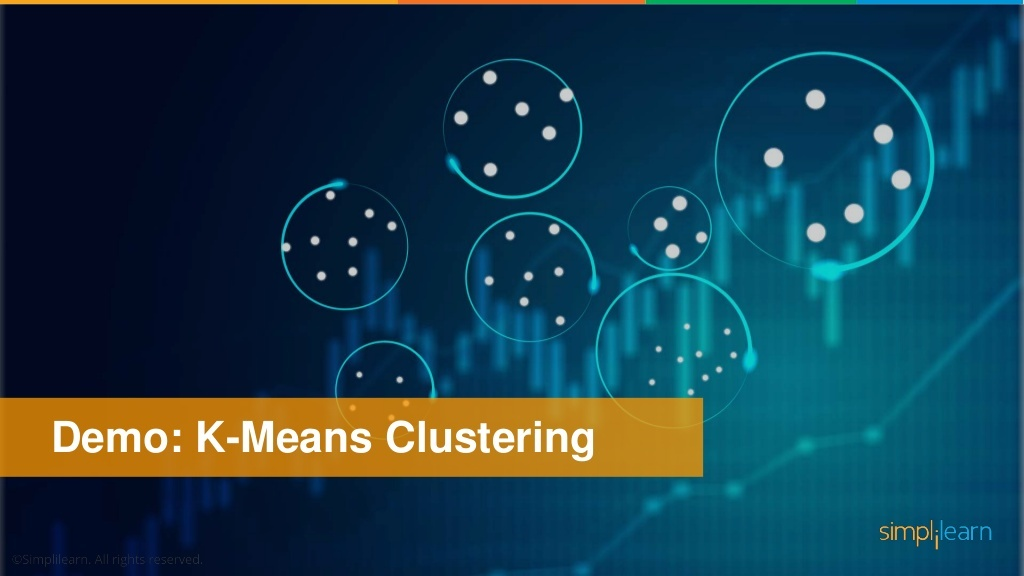 Demo: K-Means Clustering
simplilearn
©Simplilearn. All rights reserved.